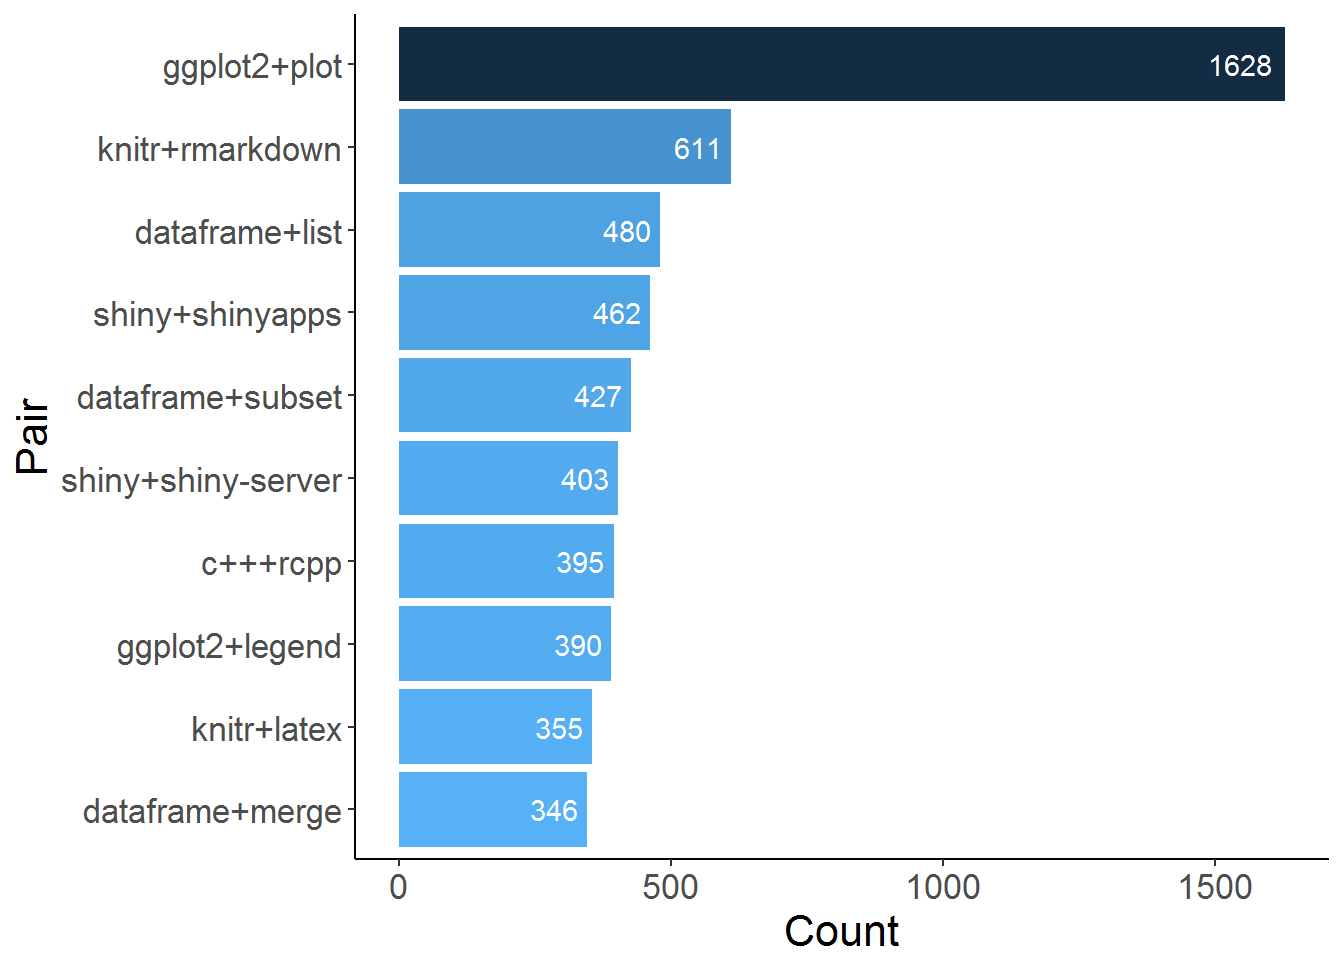 ggplot2+plot 1628
knitr+rmarkdown 611
dataframe+list 480
shiny+shinyapps 462
dataframe+subset 427
shiny+shiny-server 403
c+++rcpp 395
ggplot2+legend 390
knitr+latex 355
dataframe+merge 346
Pair
0 500 1000 1500
Count